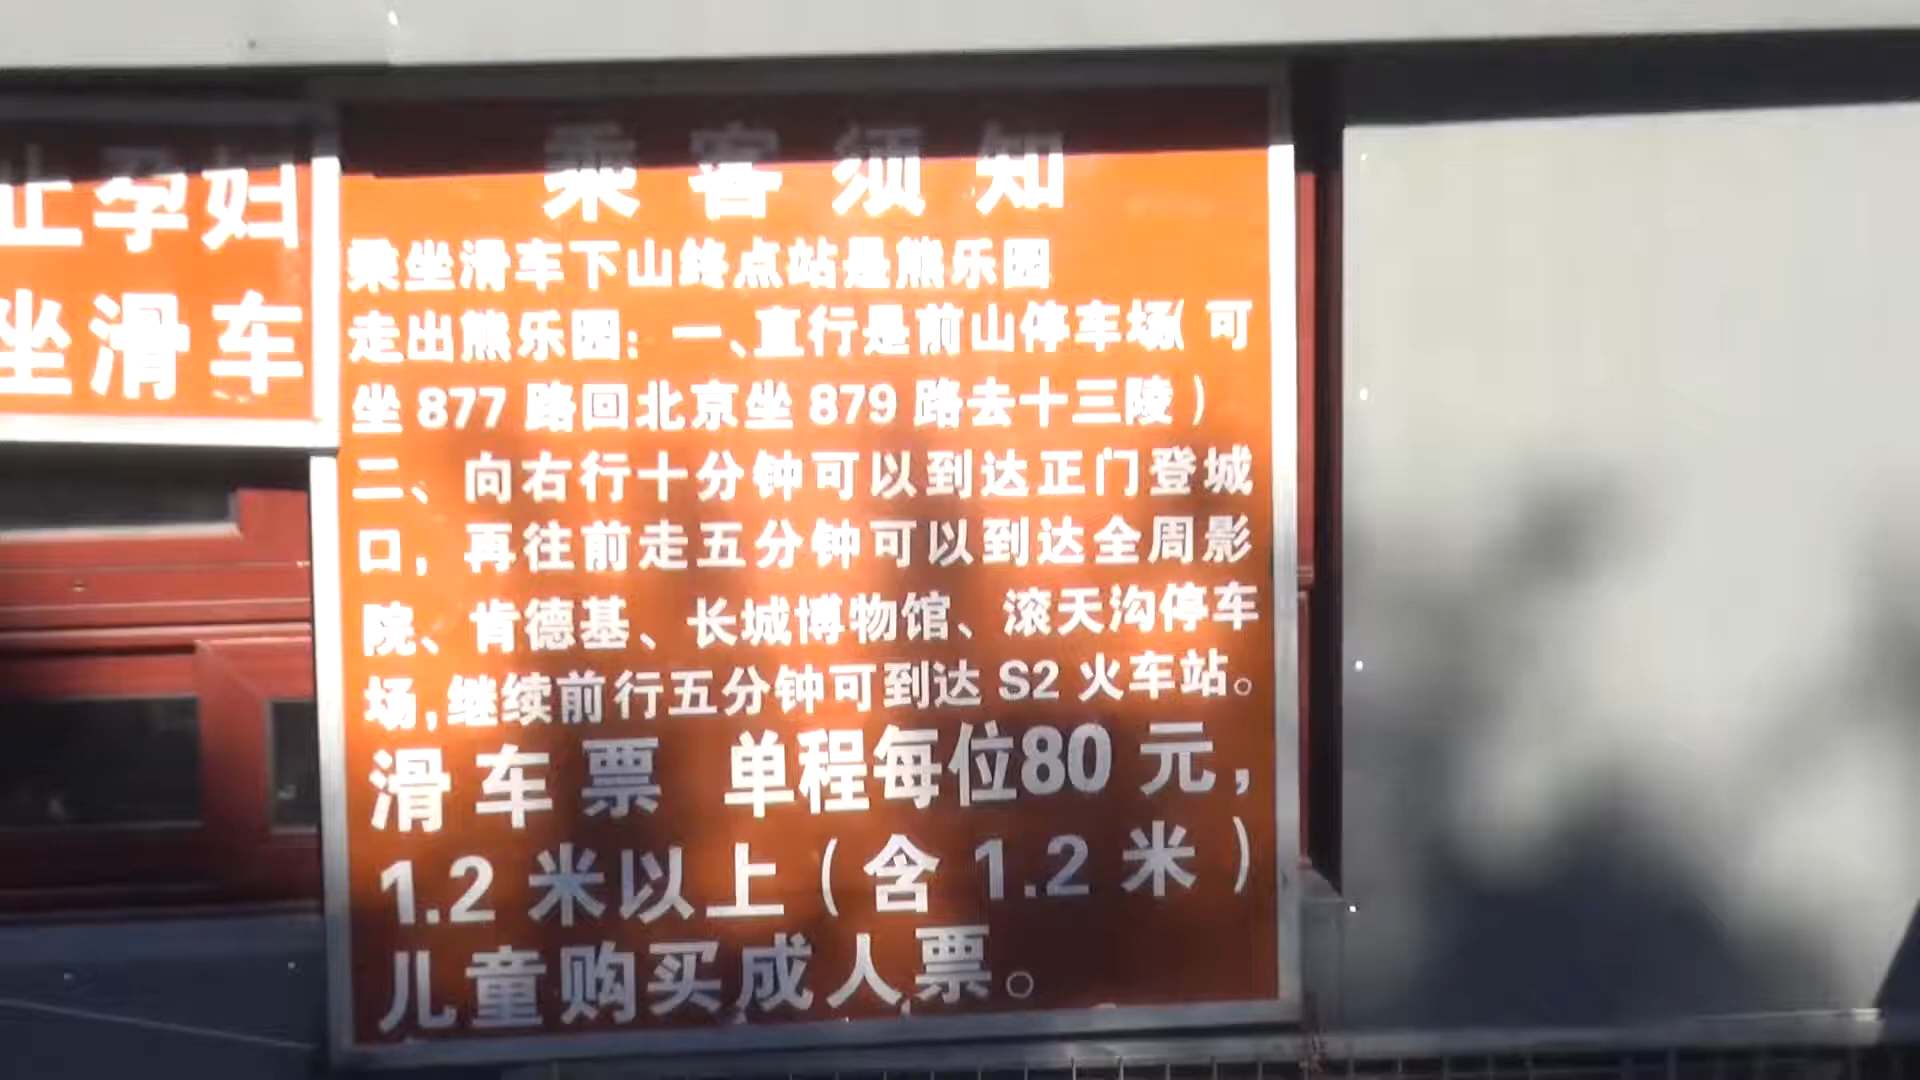 止孕妇
坐滑车
乘客须知
乘坐滑车下山终点站是熊乐园
走出熊乐园：一、直行是前山停车场（可
坐 877 路回北京坐 879 路去十三陵）
二、向右行十分钟可以到达正门登城
口，再往前走五分钟可以到达全周影
院、肯德基、长城博物馆、滚天沟停车
场，继续前行五分钟可到达 S2 火车站。
滑车票 单程每位80 元，
1.2 米以上（含 1.2 米）
儿童购买成人票。